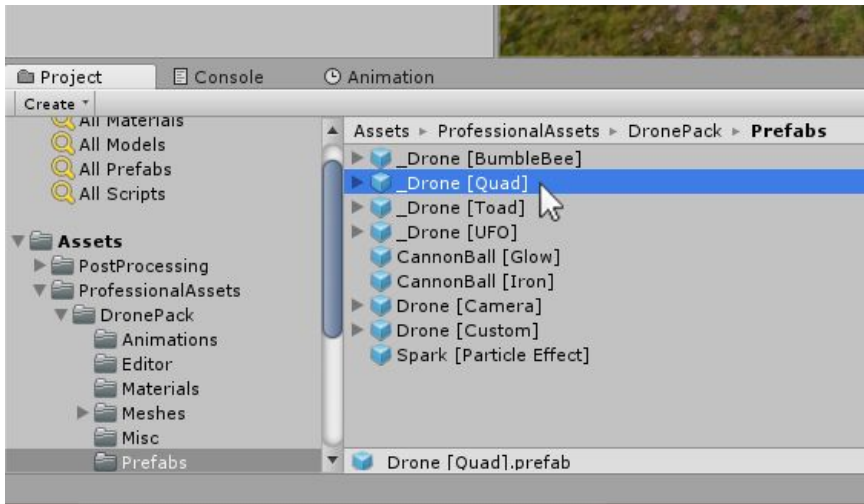 Project
Console
Animation
Create
All Materials
All Models
All Prefabs
All Scripts
Assets
PostProcessing
ProfessionalAssets
DronePack
Animations
Editor
Materials
Meshes
Misc
Prefabs
Assets ▸ ProfessionalAssets ▸ DronePack ▸ Prefabs
_Drone [BumbleBee]
_Drone [Quad]
_Drone [Toad]
_Drone [UFO]
CannonBall [Glow]
CannonBall [Iron]
Drone [Camera]
Drone [Custom]
Spark [Particle Effect]
Drone [Quad].prefab